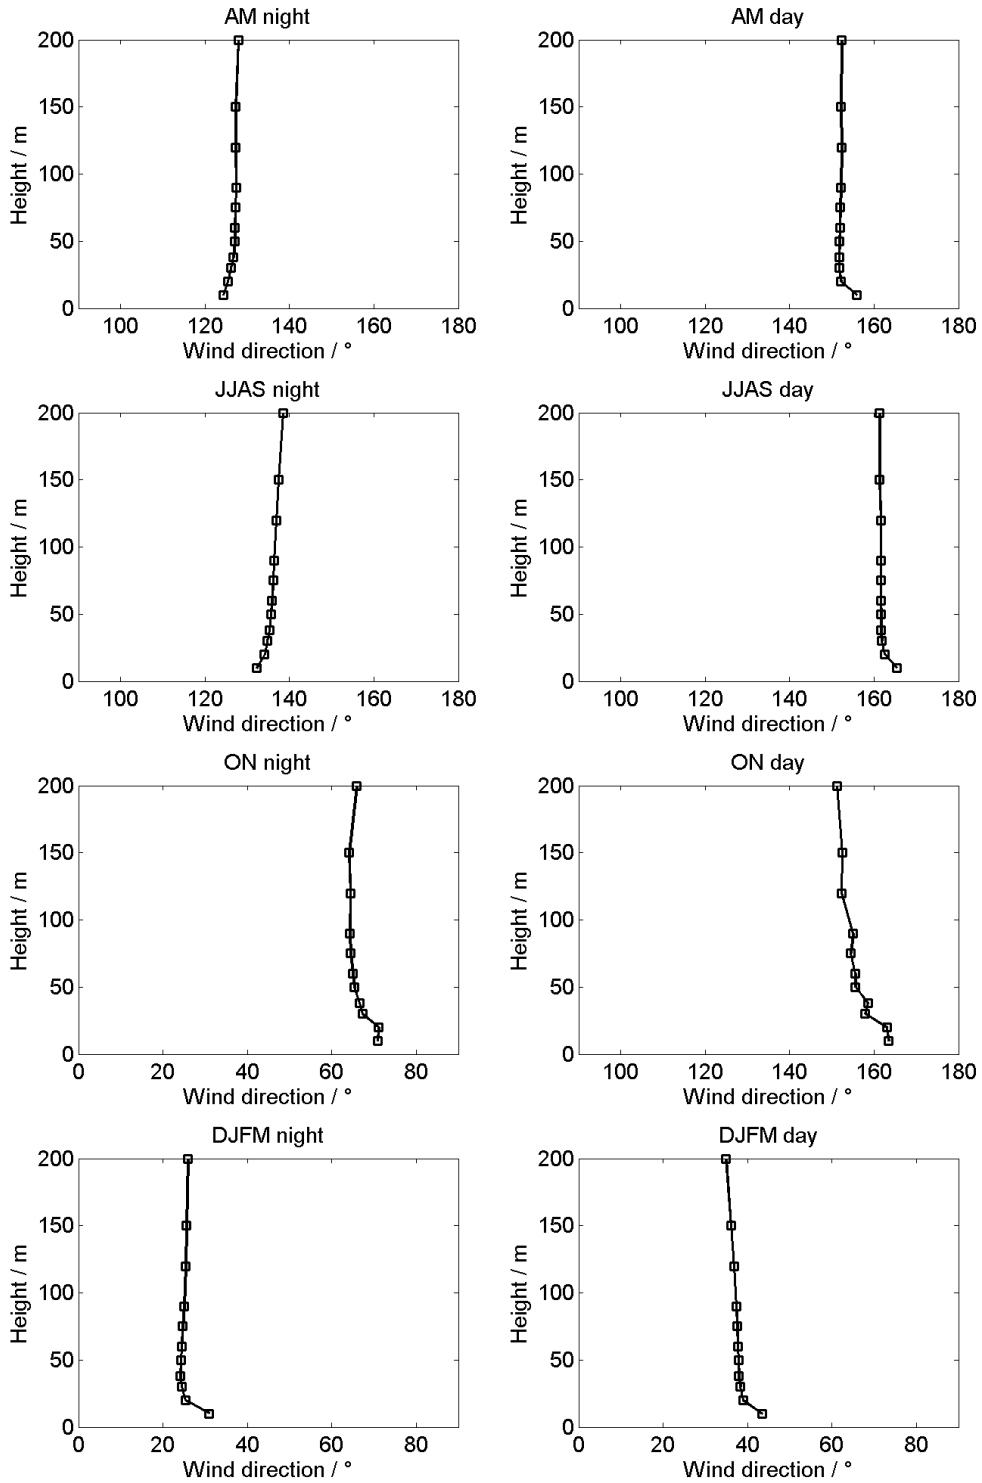 AM night
200
150
100
50
0
100 120 140 160 180
Height / m
Wind direction / °
AM day
200
150
100
50
0
100 120 140 160 180
Height / m
Wind direction / °
JJAS night
200
150
100
50
0
100 120 140 160 180
Height / m
Wind direction / °
JJAS day
200
150
100
50
0
100 120 140 160 180
Height / m
Wind direction / °
ON night
200
150
100
50
0
0 20 40 60 80
Height / m
Wind direction / °
ON day
200
150
100
50
0
100 120 140 160 180
Height / m
Wind direction / °
DJFM night
200
150
100
50
0
0 20 40 60 80
Height / m
Wind direction / °
DJFM day
200
150
100
50
0
0 20 40 60 80
Height / m
Wind direction / °